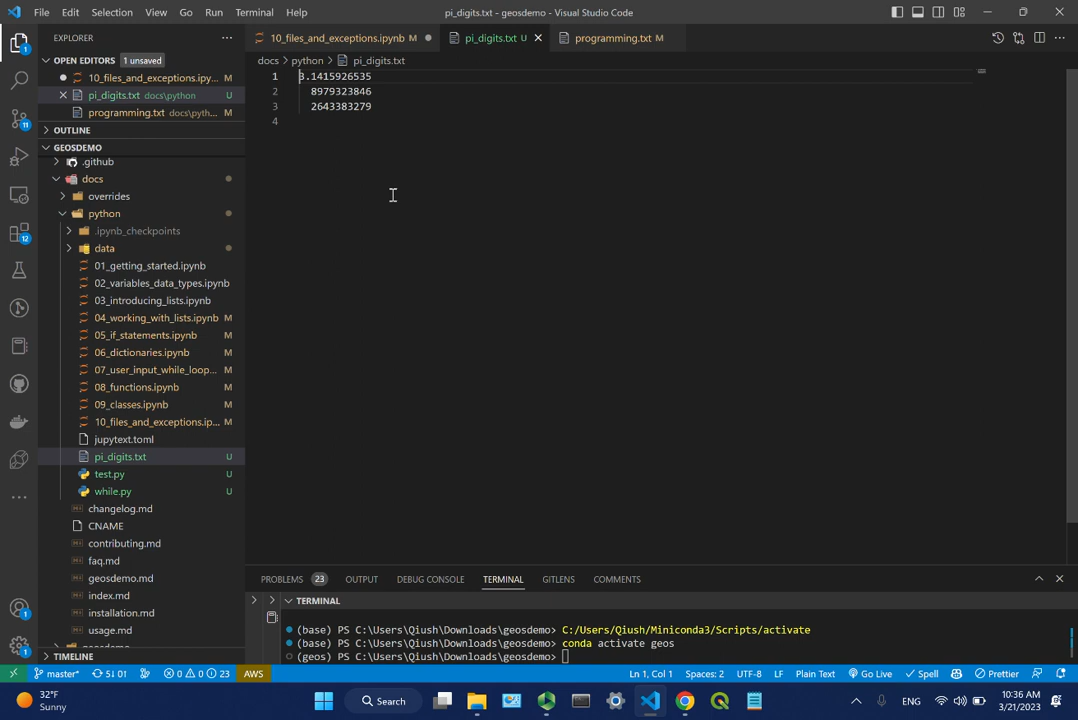 File Edit Selection View Go Run Terminal Help
pi_digits.txt - geosdemo - Visual Studio Code
EXPLORER
10_files_and_exceptions.ipynb M
pi_digits.txt U
programming.txt M
OPEN EDITORS 1 unsaved
10_files_and_exceptions.ipy... M
pi_digits.txt docs\python U
programming.txt docs\pyth... M
OUTLINE
GEOSDEMO
.github
docs
overrides
python
.ipynb_checkpoints
data
01_getting_started.ipynb
02_variables_data_types.ipynb
03_introducing_lists.ipynb
04_working_with_lists.ipynb M
05_if_statements.ipynb M
06_dictionaries.ipynb M
07_user_input_while_loop... M
08_functions.ipynb M
09_classes.ipynb M
10_files_and_exceptions.ip... M
jupytext.toml
pi_digits.txt U
test.py U
while.py U
changelog.md
CNAME
contributing.md
faq.md
geosdemo.md
index.md
installation.md
usage.md
TIMELINE
docs > python > pi_digits.txt
1 3.1415926535
2 8979323846
3 2643383279
4
PROBLEMS 23 OUTPUT DEBUG CONSOLE TERMINAL GITLENS COMMENTS
TERMINAL
(base) PS C:\Users\Qiush\Downloads\geosdemo> C:/Users/Qiush/Miniconda3/Scripts/activate
(base) PS C:\Users\Qiush\Downloads\geosdemo> conda activate geos
(geos) PS C:\Users\Qiush\Downloads\geosdemo>
1
11
12
1
1
master* 5↓ 0↑ 0 0 23 AWS
Ln 1, Col 1 Spaces: 2 UTF-8 LF Plain Text Go Live Spell Prettier
32°F
Sunny
Search
ENG
10:36 AM
3/21/2023